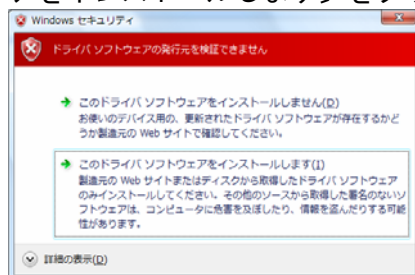 Windows セキュリティ
ドライバ ソフトウェアの発行元を検証できません
このドライバ ソフトウェアをインストールしません(D)
お使いのデバイス用の、更新されたドライバ ソフトウェアが存在するかど
うか製造元の Web サイトで確認してください。
このドライバ ソフトウェアをインストールします(I)
製造元の Web サイトまたはディスクから取得したドライバ ソフトウェア
のみインストールしてください。その他のソースから取得した署名のないソ
フトウェアは、コンピュータに危害を及ぼしたり、情報を盗んだりする可能
性があります。
詳細の表示(D)